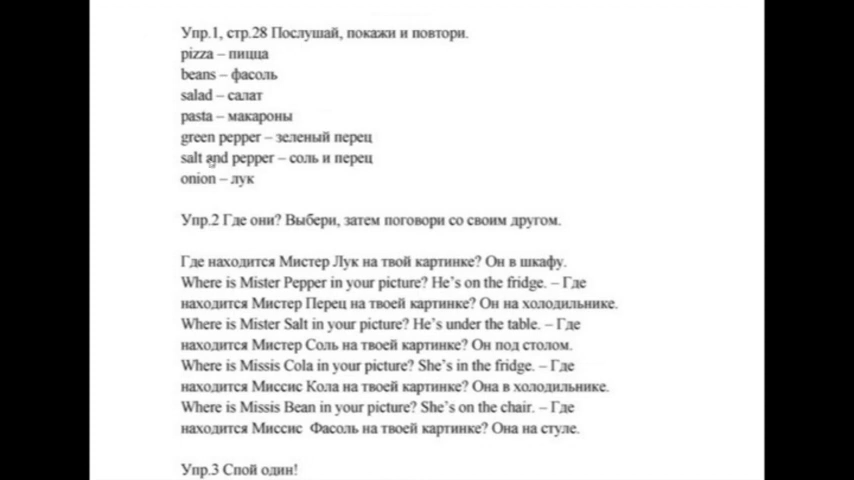 Упр.1, стр.28 Послушай, покажи и повтори.
pizza – пицца
beans – фасоль
salad – салат
pasta – макароны
green pepper – зеленый перец
salt and pepper – соль и перец
onion – лук
Упр.2 Где они? Выбери, затем поговори со своим другом.
Где находится Мистер Лук на твой картинке? Он в шкафу.
Where is Mister Pepper in your picture? He's on the fridge. – Где
находится Мистер Перец на твоей картинке? Он на холодильнике.
Where is Mister Salt in your picture? He's under the table. – Где
находится Мистер Соль на твоей картинке? Он под столом.
Where is Missis Cola in your picture? She's in the fridge. – Где
находится Миссис Кола на твоей картинке? Она в холодильнике.
Where is Missis Bean in your picture? She's on the chair. – Где
находится Миссис Фасоль на твоей картинке? Она на стуле.
Упр.3 Спой один!